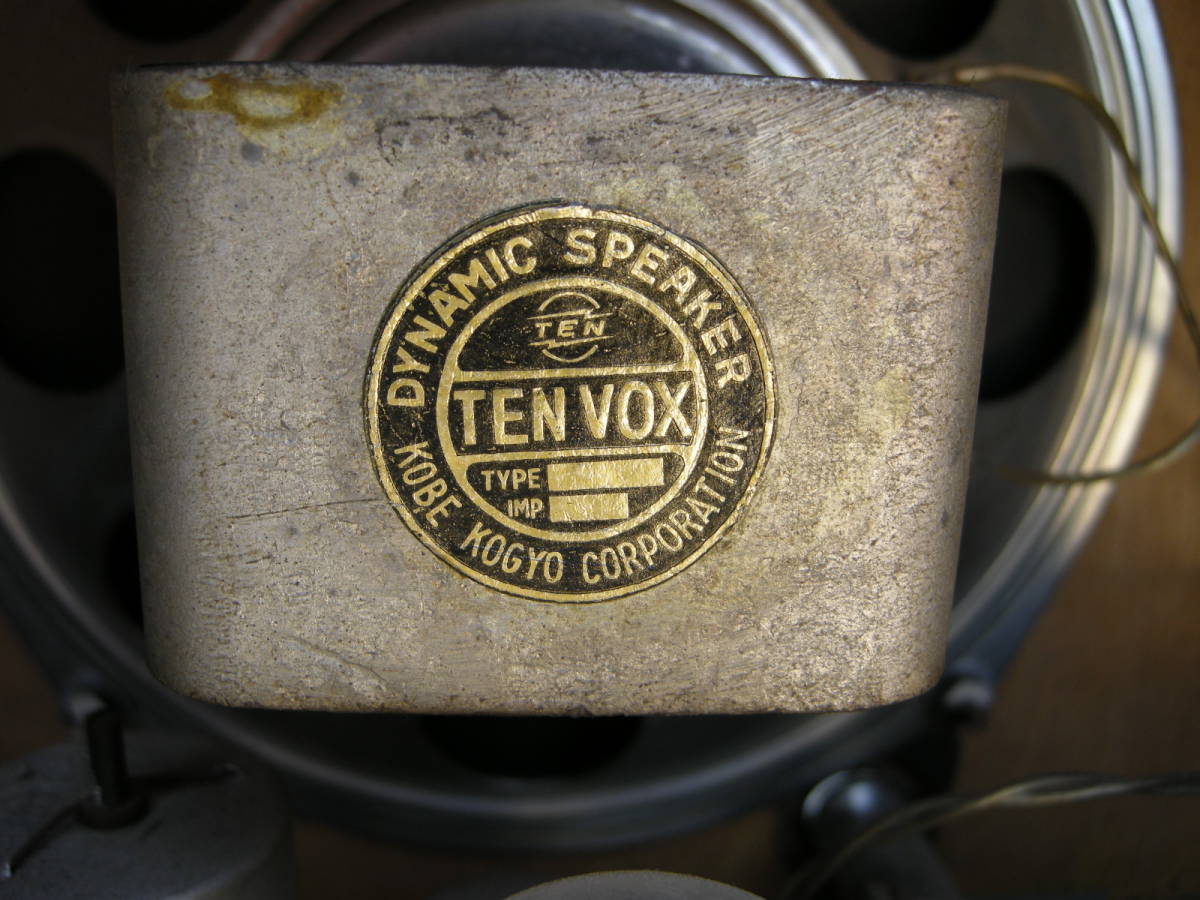 DYNAMIC SPEAKER
TEN
TEN VOX
TYPE
IMP
KOBE KOGYO CORPORATION